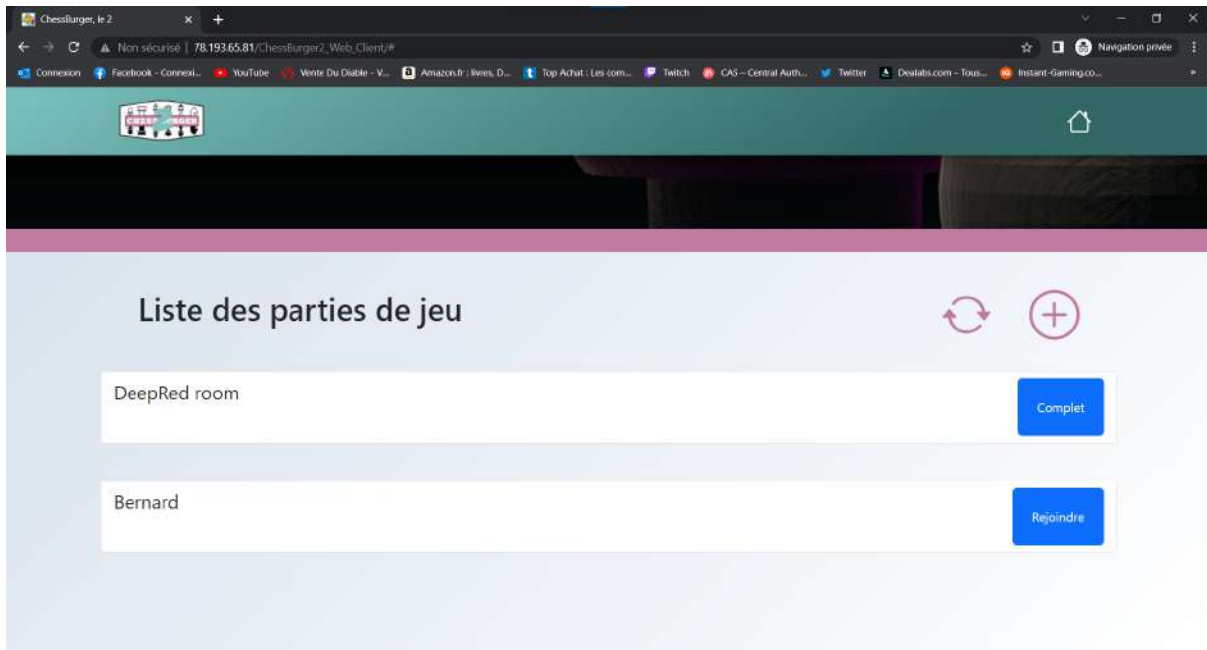 ChessBurger, le 2
Non sécurisé | 78.193.65.81/ChessBurger2_Web_Client/#
Navigation privée
Connexion Facebook - Connexi... YouTube Vente Du Diable - V... Amazon.fr : livres, D... Top Achat : Les com... Twitch CAS – Central Auth... Twitter Dealabs.com – Tous... Instant-Gaming.co...
Liste des parties de jeu
DeepRed room
Complet
Bernard
Rejoindre